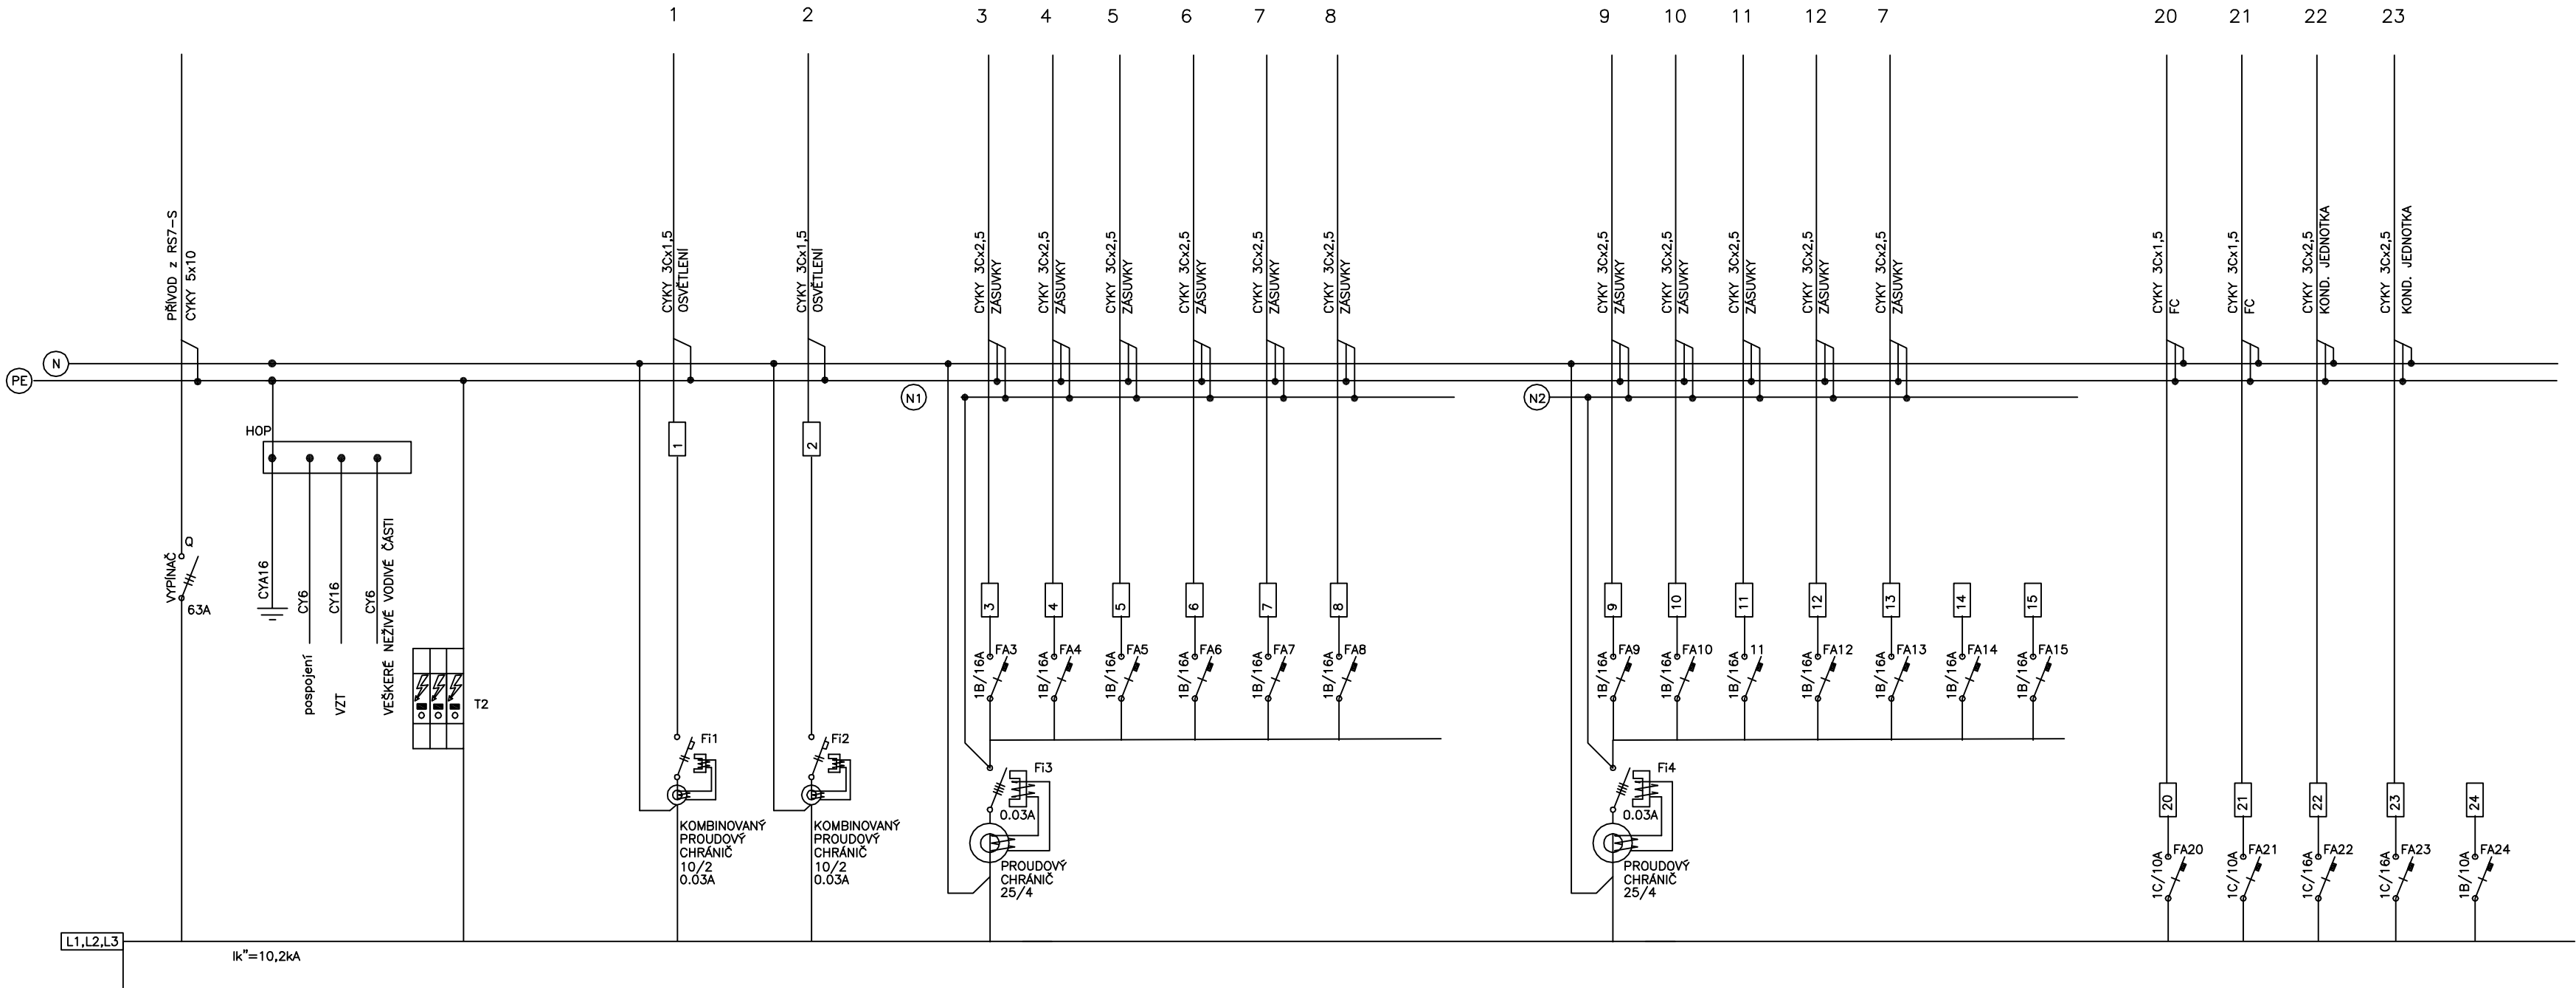 1
2
3
4
5
6
7
8
9
10
11
12
7
20
21
22
23
PŘÍVOD z RS7-S
CYKY 5x10
CYKY 3Cx1,5
OSVĚTLENÍ
CYKY 3Cx1,5
OSVĚTLENÍ
CYKY 3Cx2,5
ZÁSUVKY
CYKY 3Cx2,5
ZÁSUVKY
CYKY 3Cx2,5
ZÁSUVKY
CYKY 3Cx2,5
ZÁSUVKY
CYKY 3Cx2,5
ZÁSUVKY
CYKY 3Cx2,5
ZÁSUVKY
CYKY 3Cx2,5
ZÁSUVKY
CYKY 3Cx2,5
ZÁSUVKY
CYKY 3Cx2,5
ZÁSUVKY
CYKY 3Cx2,5
ZÁSUVKY
CYKY 3Cx2,5
ZÁSUVKY
CYKY 3Cx1,5
FC
CYKY 3Cx1,5
FC
CYKY 3Cx2,5
KOND. JEDNOTKA
CYKY 3Cx2,5
KOND. JEDNOTKA
N
PE
N1
N2
HOP
1
2
VYPÍNAČ
Q
63A
CYA16
CY6
pospojení
CY16
VZT
CY6
VEŠKERÉ NEŽIVÉ VODIVÉ ČÁSTI
T2
3
4
5
6
7
8
9
10
11
12
13
14
15
1B/16A
FA3
1B/16A
FA4
1B/16A
FA5
1B/16A
FA6
1B/16A
FA7
1B/16A
FA8
1B/16A
FA9
1B/16A
FA10
1B/16A
11
1B/16A
FA12
1B/16A
FA13
1B/16A
FA14
1B/16A
FA15
Fi1
KOMBINOVANÝ
PROUDOVÝ
CHRÁNIČ
10/2
0.03A
Fi2
KOMBINOVANÝ
PROUDOVÝ
CHRÁNIČ
10/2
0.03A
Fi3
0.03A
PROUDOVÝ
CHRÁNIČ
25/4
Fi4
0.03A
PROUDOVÝ
CHRÁNIČ
25/4
20
21
22
23
24
1C/10A
FA20
1C/10A
FA21
1C/16A
FA22
1C/16A
FA23
1B/10A
FA24
L1,L2,L3
Ik"=10,2kA